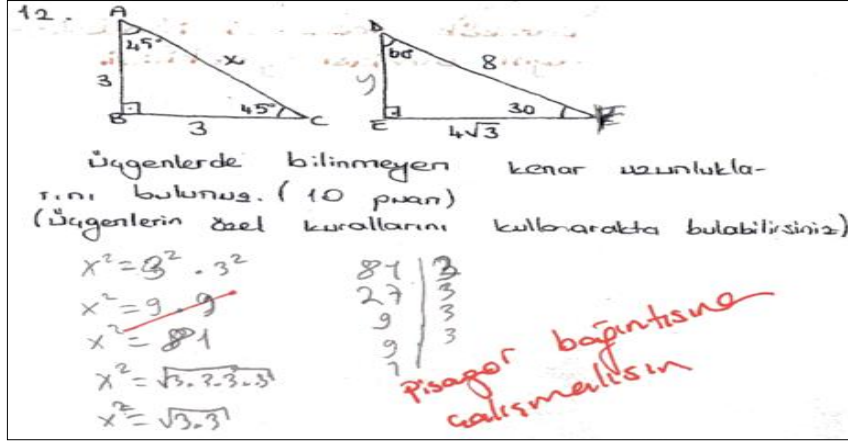 12.
A
45°
x
3
B
45°
C
3
D
60
8
y
E
30
F
4√3
Üçgenlerde bilinmeyen kenar uzunlukla-
rını bulunuz. (10 puan)
(Üçgenlerin özel kurallarını kullanarakta bulabilirsiniz)
x² = 3² . 3²
x² = 9 . 9
x² = 81
x² = √3.3.3.3
x² = √3.3
81 | 3
27 | 3
9 | 3
9 | 3
1
Pisagor bağıntısına
çalışmalısın